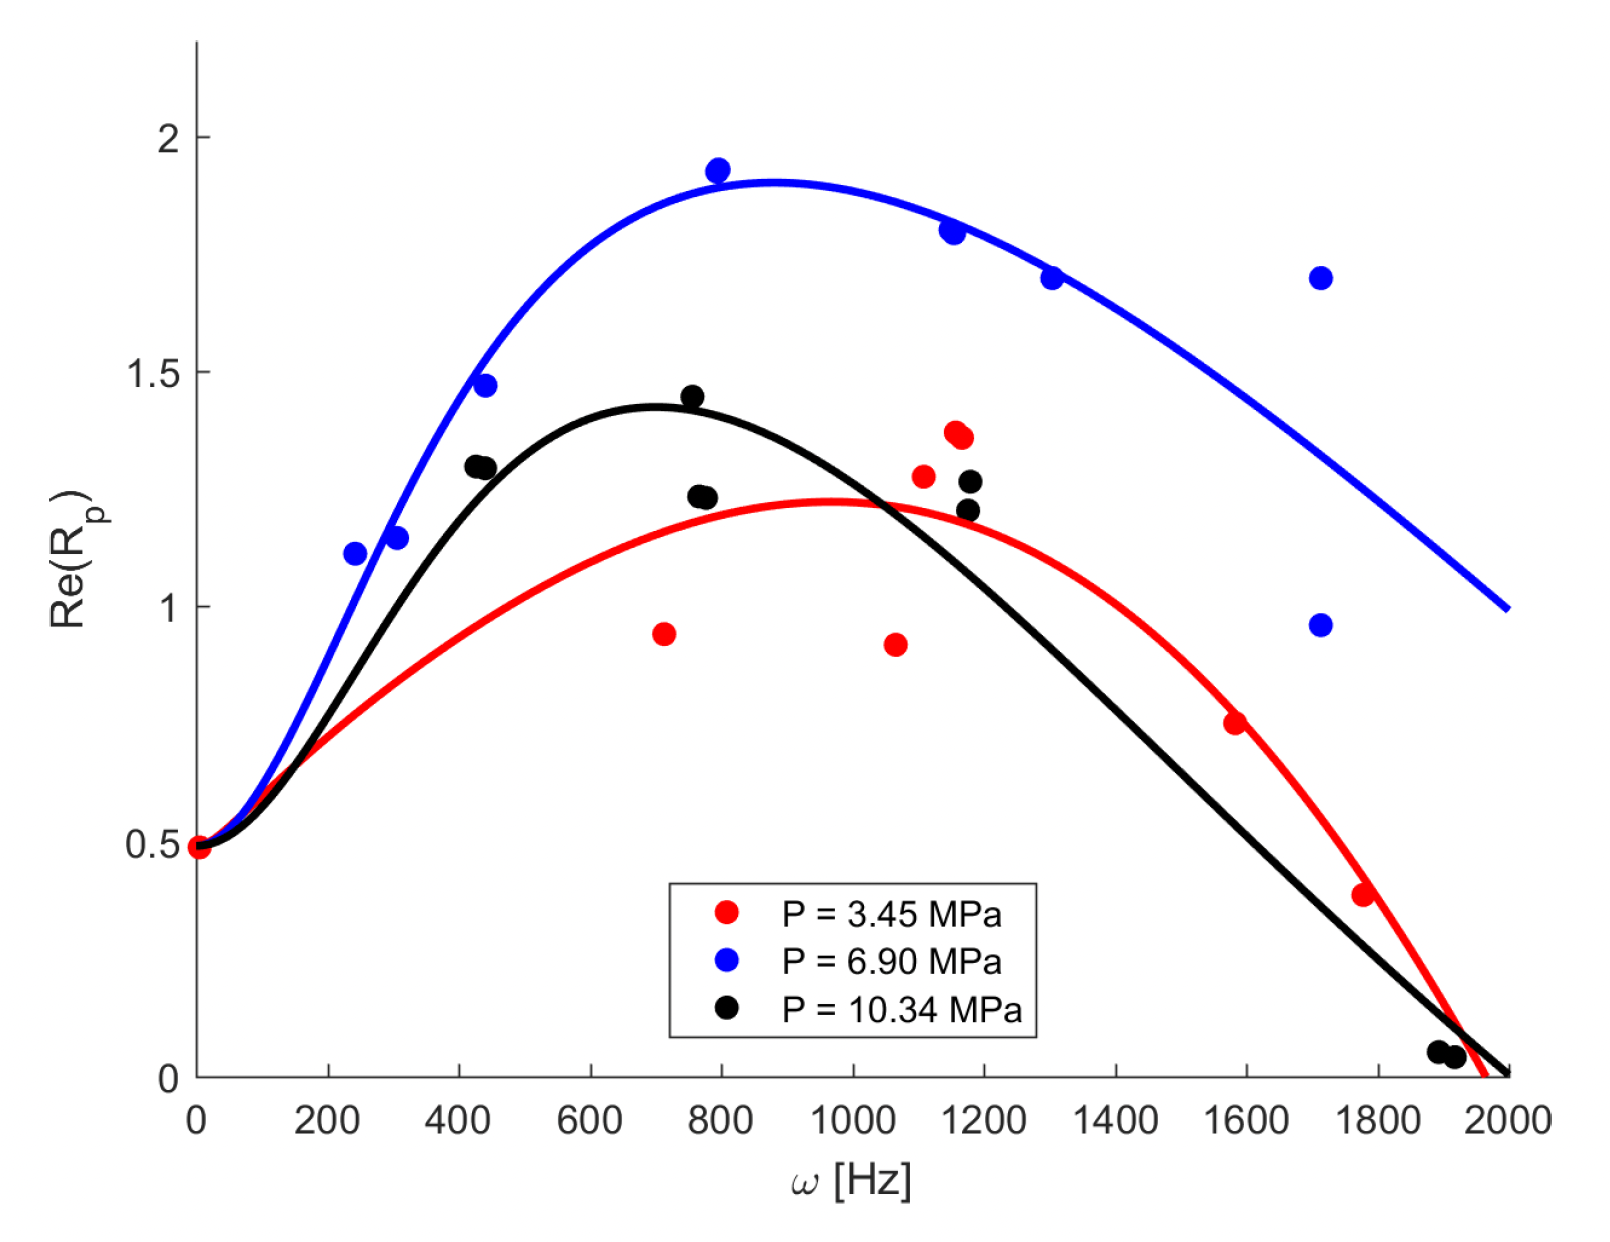 2
1.5
1
0.5
0
Re(Rp)
P = 3.45 MPa
P = 6.90 MPa
P = 10.34 MPa
0 200 400 600 800 1000 1200 1400 1600 1800 2000
ω [Hz]